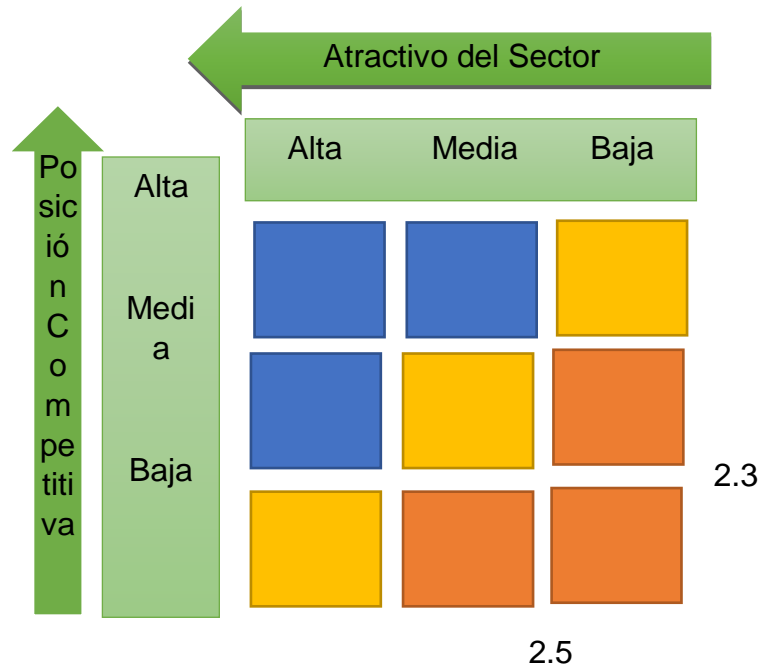 Atractivo del Sector
Alta Media Baja
Po
sic
ió
n
C
o
m
pe
titi
va
Alta
Medi
a
Baja
2.3
2.5